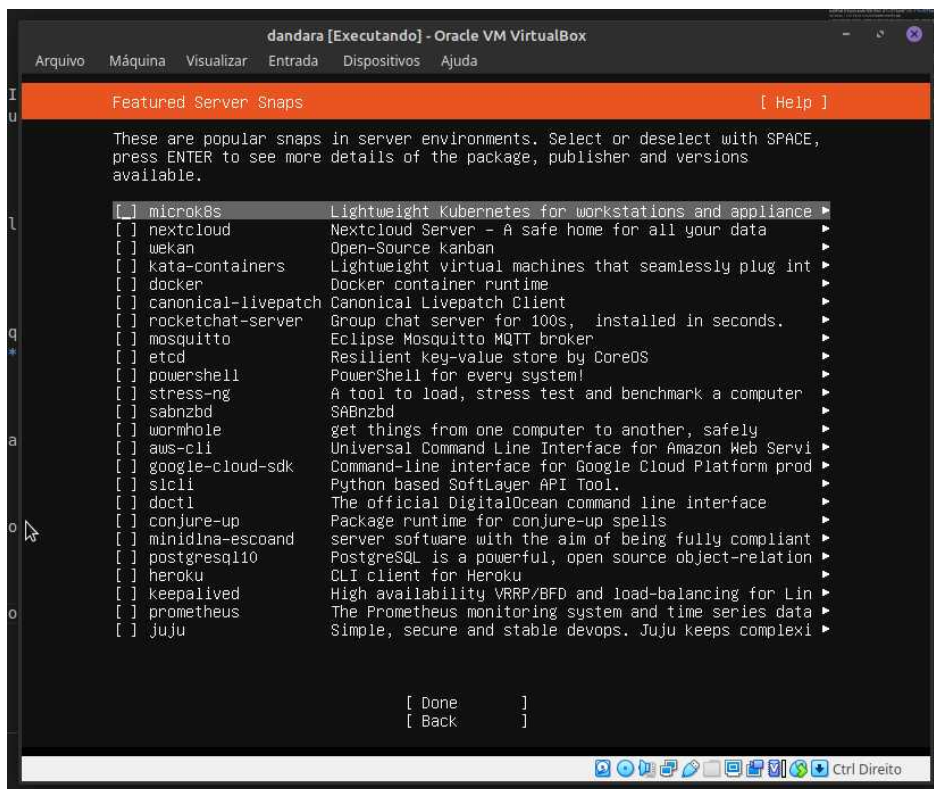 dandara [Executando] - Oracle VM VirtualBox
Arquivo Máquina Visualizar Entrada Dispositivos Ajuda
Featured Server Snaps [ Help ]
These are popular snaps in server environments. Select or deselect with SPACE,
press ENTER to see more details of the package, publisher and versions
available.
[_] microk8s Lightweight Kubernetes for workstations and appliance ▸
[ ] nextcloud Nextcloud Server - A safe home for all your data ▸
[ ] wekan Open-Source kanban ▸
[ ] kata-containers Lightweight virtual machines that seamlessly plug int ▸
[ ] docker Docker container runtime ▸
[ ] canonical-livepatch Canonical Livepatch Client ▸
[ ] rocketchat-server Group chat server for 100s, installed in seconds. ▸
[ ] mosquitto Eclipse Mosquitto MQTT broker ▸
[ ] etcd Resilient key-value store by CoreOS ▸
[ ] powershell PowerShell for every system! ▸
[ ] stress-ng A tool to load, stress test and benchmark a computer ▸
[ ] sabnzbd SABnzbd ▸
[ ] wormhole get things from one computer to another, safely ▸
[ ] aws-cli Universal Command Line Interface for Amazon Web Servi ▸
[ ] google-cloud-sdk Command-line interface for Google Cloud Platform prod ▸
[ ] slcli Python based SoftLayer API Tool. ▸
[ ] doctl The official DigitalOcean command line interface ▸
[ ] conjure-up Package runtime for conjure-up spells ▸
[ ] minidlna-escoand server software with the aim of being fully compliant ▸
[ ] postgresql10 PostgreSQL is a powerful, open source object-relation ▸
[ ] heroku CLI client for Heroku ▸
[ ] keepalived High availability VRRP/BFD and load-balancing for Lin ▸
[ ] prometheus The Prometheus monitoring system and time series data ▸
[ ] juju Simple, secure and stable devops. Juju keeps complexi ▸
[ Done ]
[ Back ]
Ctrl Direito